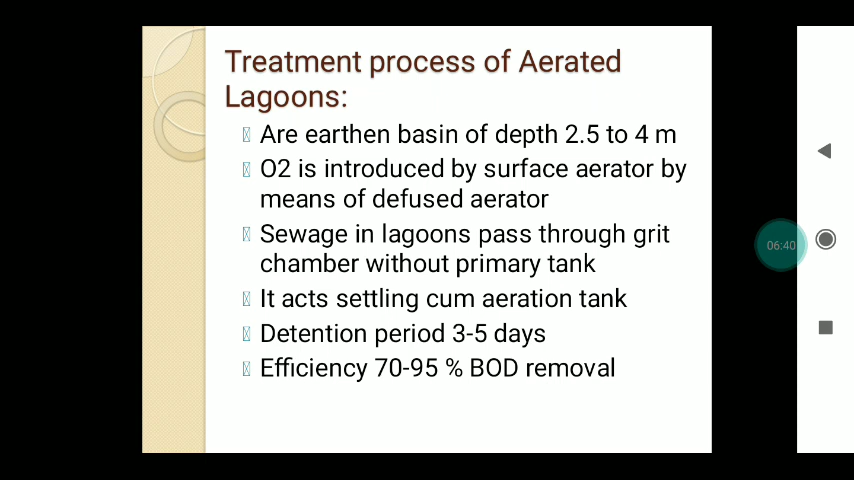 Treatment process of Aerated
Lagoons:
Are earthen basin of depth 2.5 to 4 m
O2 is introduced by surface aerator by
means of defused aerator
Sewage in lagoons pass through grit
chamber without primary tank
It acts settling cum aeration tank
Detention period 3-5 days
Efficiency 70-95 % BOD removal
06:40